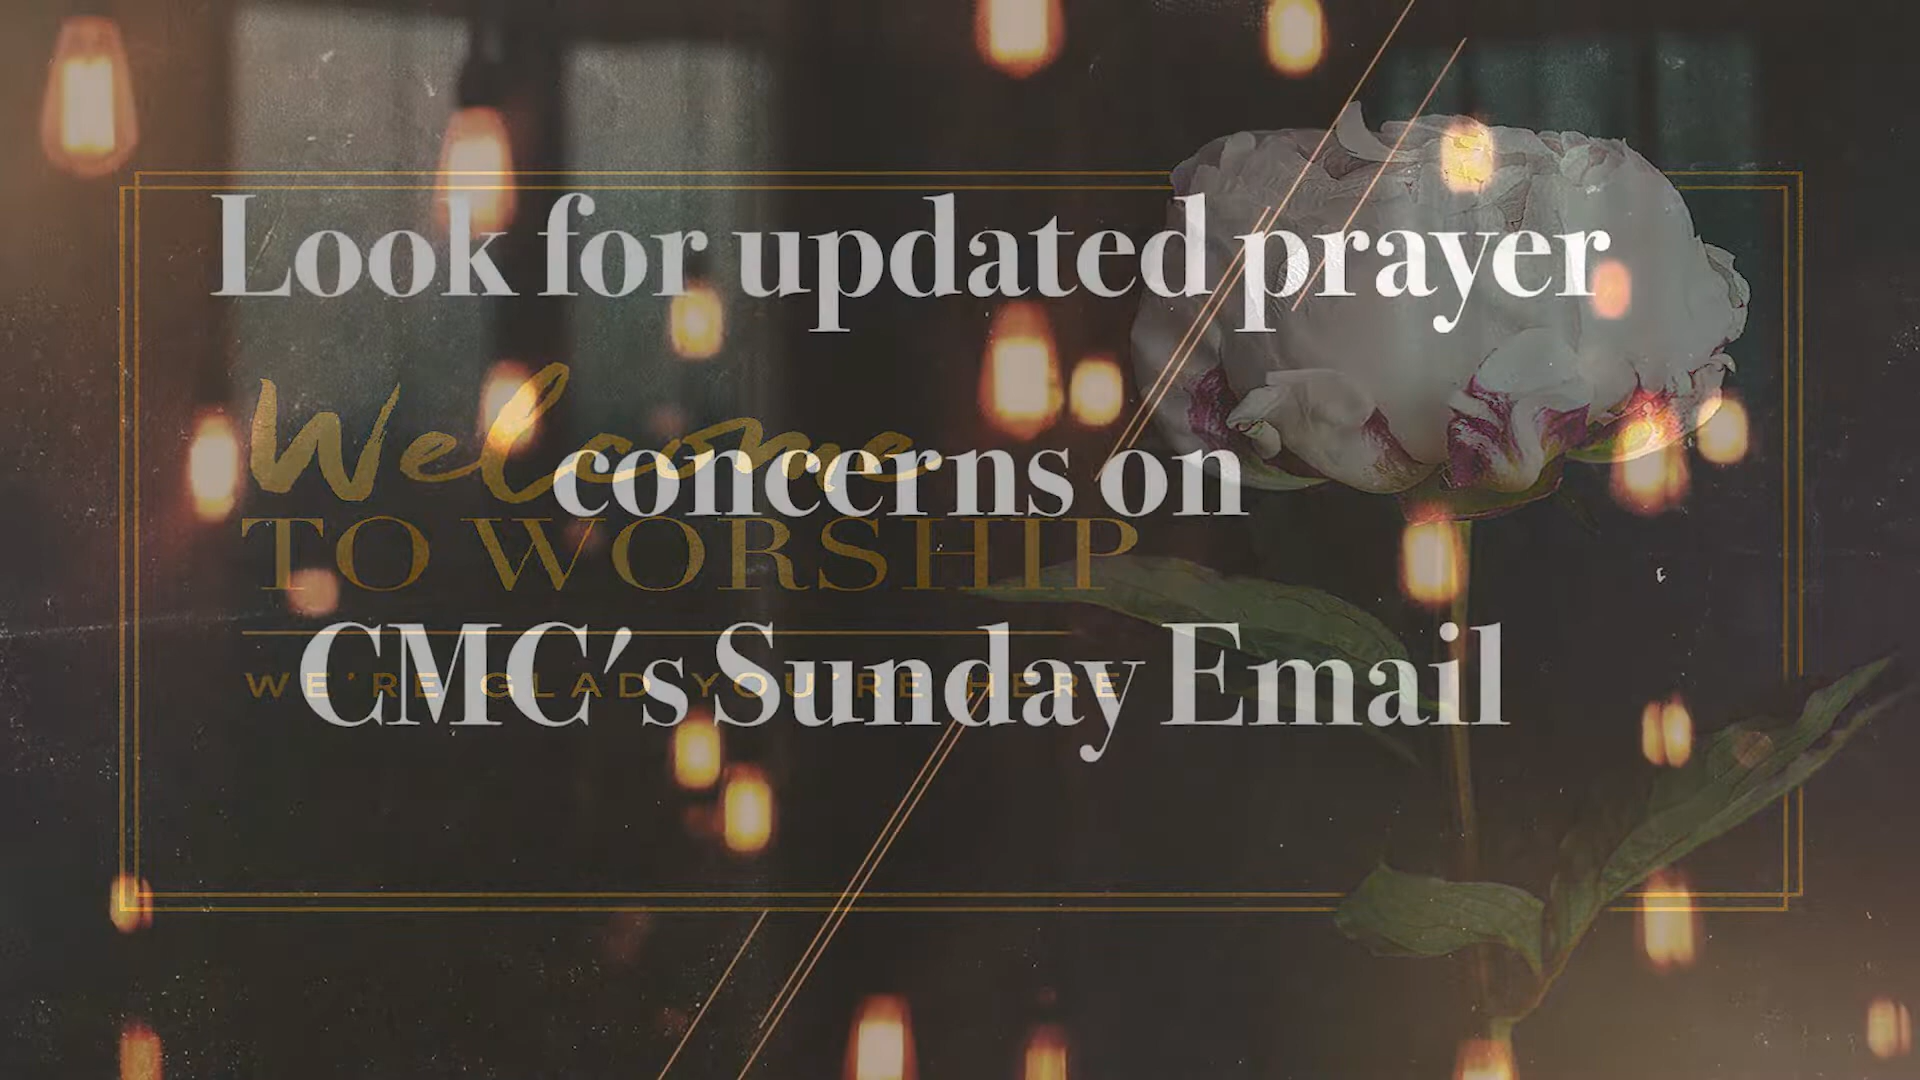 Look for updated prayer
concerns on
CMC's Sunday Email
Welcome
TO WORSHIP
WE'RE GLAD YOU'RE HERE